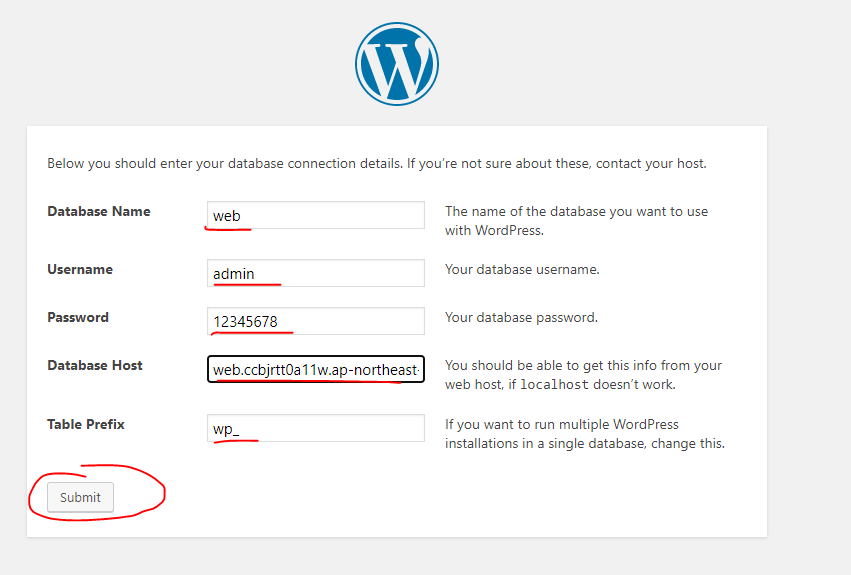 Below you should enter your database connection details. If you’re not sure about these, contact your host.
Database Name
web
The name of the database you want to use
with WordPress.
Username
admin
Your database username.
Password
12345678
Your database password.
Database Host
web.ccbjrtt0a11w.ap-northeast-
You should be able to get this info from your
web host, if localhost doesn’t work.
Table Prefix
wp_
If you want to run multiple WordPress
installations in a single database, change this.
Submit